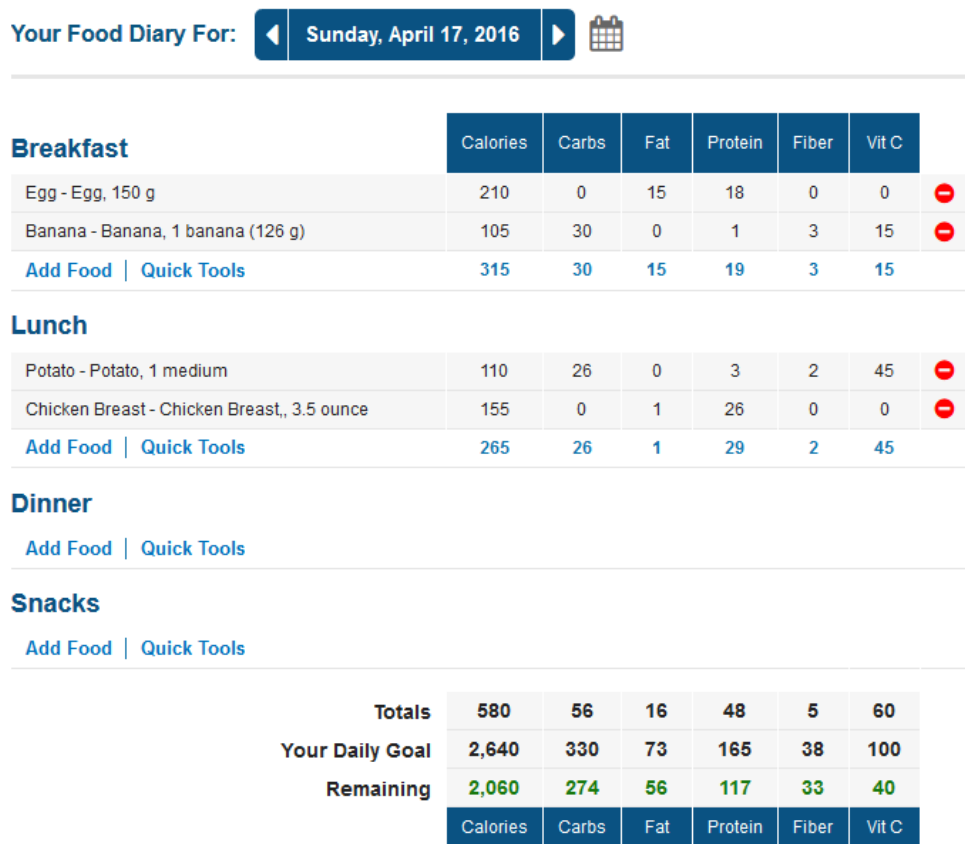 Your Food Diary For: Sunday, April 17, 2016
Breakfast Calories Carbs Fat Protein Fiber Vit C
Egg - Egg, 150 g 210 0 15 18 0 0
Banana - Banana, 1 banana (126 g) 105 30 0 1 3 15
Add Food | Quick Tools 315 30 15 19 3 15
Lunch
Potato - Potato, 1 medium 110 26 0 3 2 45
Chicken Breast - Chicken Breast,, 3.5 ounce 155 0 1 26 0 0
Add Food | Quick Tools 265 26 1 29 2 45
Dinner
Add Food | Quick Tools
Snacks
Add Food | Quick Tools
Totals 580 56 16 48 5 60
Your Daily Goal 2,640 330 73 165 38 100
Remaining 2,060 274 56 117 33 40
Calories Carbs Fat Protein Fiber Vit C